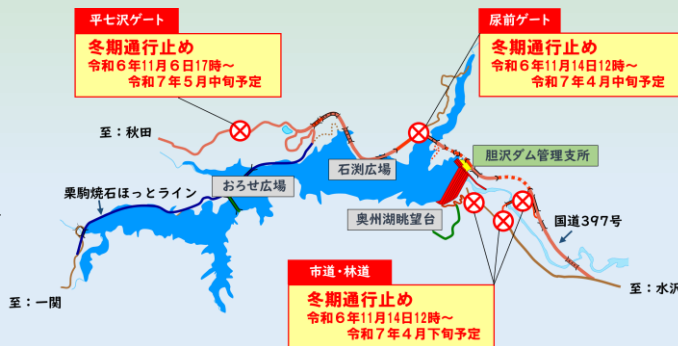 平七沢ゲート
冬期通行止め
令和6年11月6日17時～
令和7年5月中旬予定
尿前ゲート
冬期通行止め
令和6年11月14日12時～
令和7年4月中旬予定
至：秋田
石渕広場
胆沢ダム管理支所
おろせ広場
栗駒焼石ほっとライン
奥州湖眺望台
国道397号
至：一関
至：水沢
市道・林道
冬期通行止め
令和6年11月14日12時～
令和7年4月下旬予定